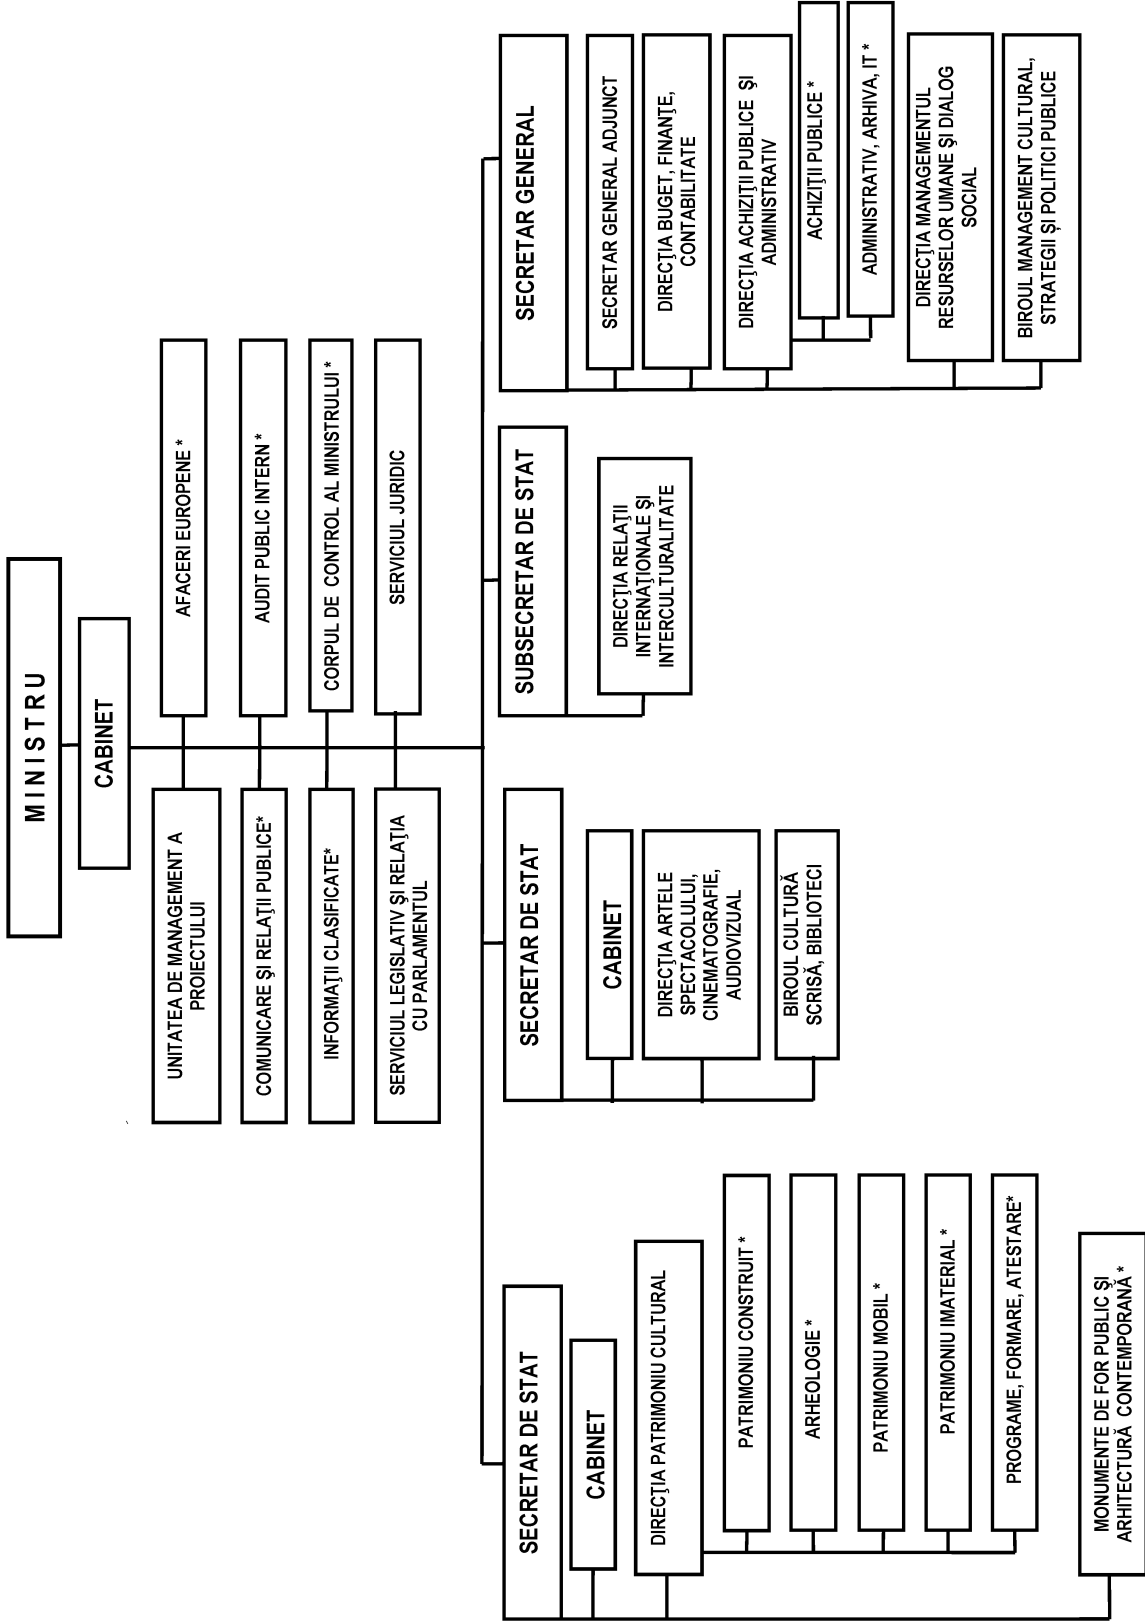 MINISTRU
CABINET
UNITATEA DE MANAGEMENT A
PROIECTULUI
AFACERI EUROPENE *
COMUNICARE ŞI RELAŢII PUBLICE*
AUDIT PUBLIC INTERN *
INFORMAŢII CLASIFICATE*
CORPUL DE CONTROL AL MINISTRULUI *
SERVICIUL LEGISLATIV ŞI RELAŢIA
CU PARLAMENTUL
SERVICIUL JURIDIC
SECRETAR DE STAT
CABINET
DIRECŢIA PATRIMONIU CULTURAL
PATRIMONIU CONSTRUIT *
ARHEOLOGIE *
PATRIMONIU MOBIL *
PATRIMONIU IMATERIAL *
PROGRAME, FORMARE, ATESTARE*
MONUMENTE DE FOR PUBLIC ŞI
ARHITECTURĂ CONTEMPORANĂ *
SECRETAR DE STAT
CABINET
DIRECŢIA ARTELE
SPECTACOLULUI,
CINEMATOGRAFIE,
AUDIOVIZUAL
BIROUL CULTURĂ
SCRISĂ, BIBLIOTECI
SUBSECRETAR DE STAT
DIRECŢIA RELAŢII
INTERNAŢIONALE ŞI
INTERCULTURALITATE
SECRETAR GENERAL
SECRETAR GENERAL ADJUNCT
DIRECŢIA BUGET, FINANŢE,
CONTABILITATE
DIRECŢIA ACHIZIŢII PUBLICE ŞI
ADMINISTRATIV
ACHIZIŢII PUBLICE *
ADMINISTRATIV, ARHIVA, IT *
DIRECŢIA MANAGEMENTUL
RESURSELOR UMANE ŞI DIALOG
SOCIAL
BIROUL MANAGEMENT CULTURAL,
STRATEGII ȘI POLITICI PUBLICE